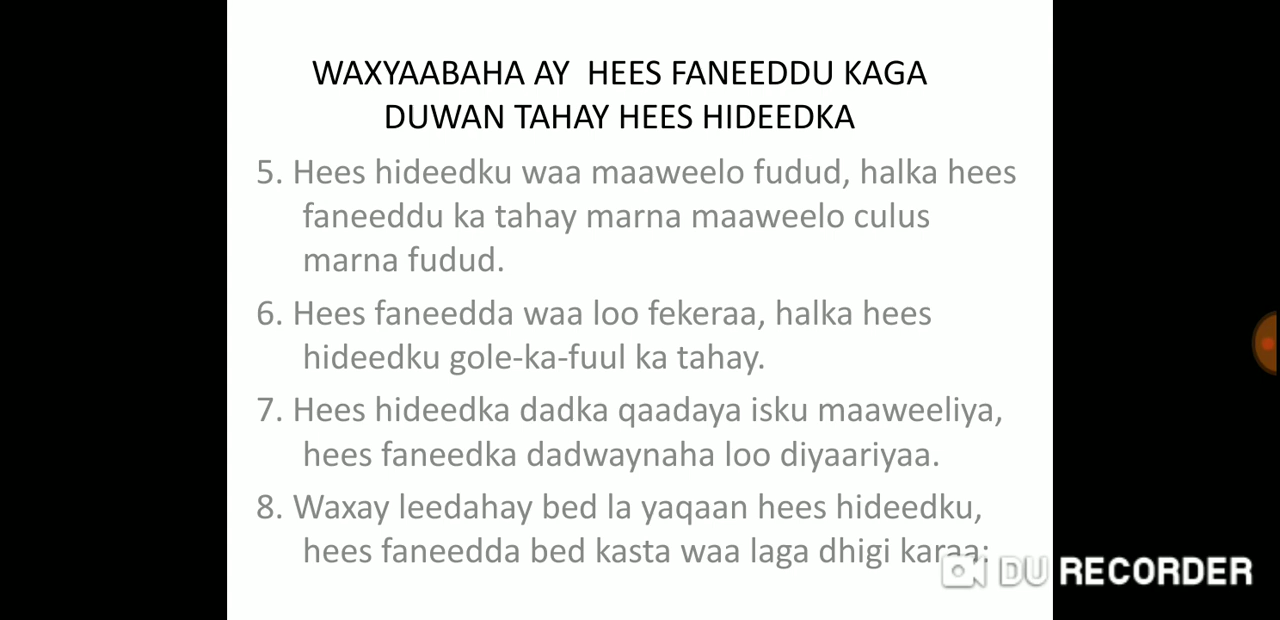 WAXYAABAHA AY HEES FANEEDDU KAGA
DUWAN TAHAY HEES HIDEEDKA
5. Hees hideedku waa maaweelo fudud, halka hees
faneeddu ka tahay marna maaweelo culus
marna fudud.
6. Hees faneedda waa loo fekeraa, halka hees
hideedku gole-ka-fuul ka tahay.
7. Hees hideedka dadka qaadaya isku maaweeliya,
hees faneedka dadwaynaha loo diyaariyaa.
8. Waxay leedahay bed la yaqaan hees hideedku,
hees faneedda bed kasta waa laga dhigi karaa:
DU RECORDER